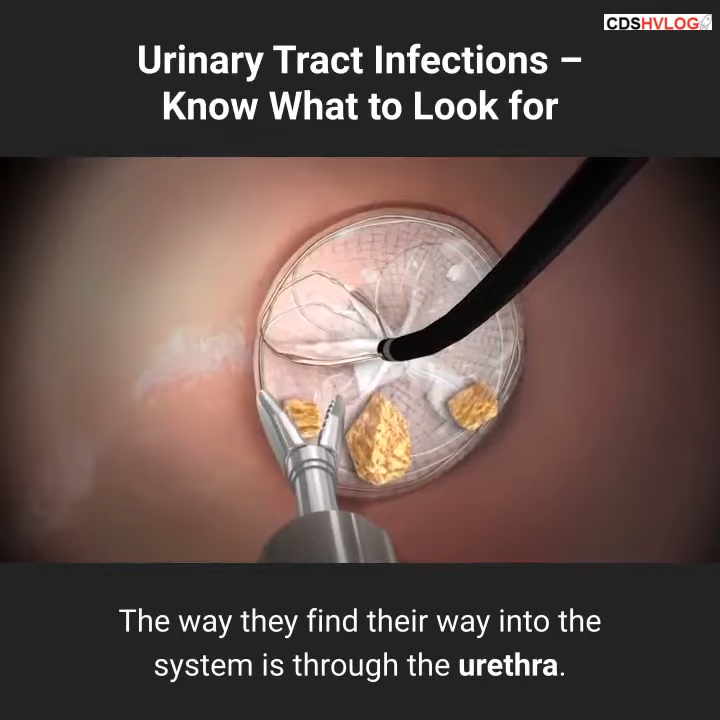 CDSHVLOG
Urinary Tract Infections –
Know What to Look for
The way they find their way into the
system is through the urethra.